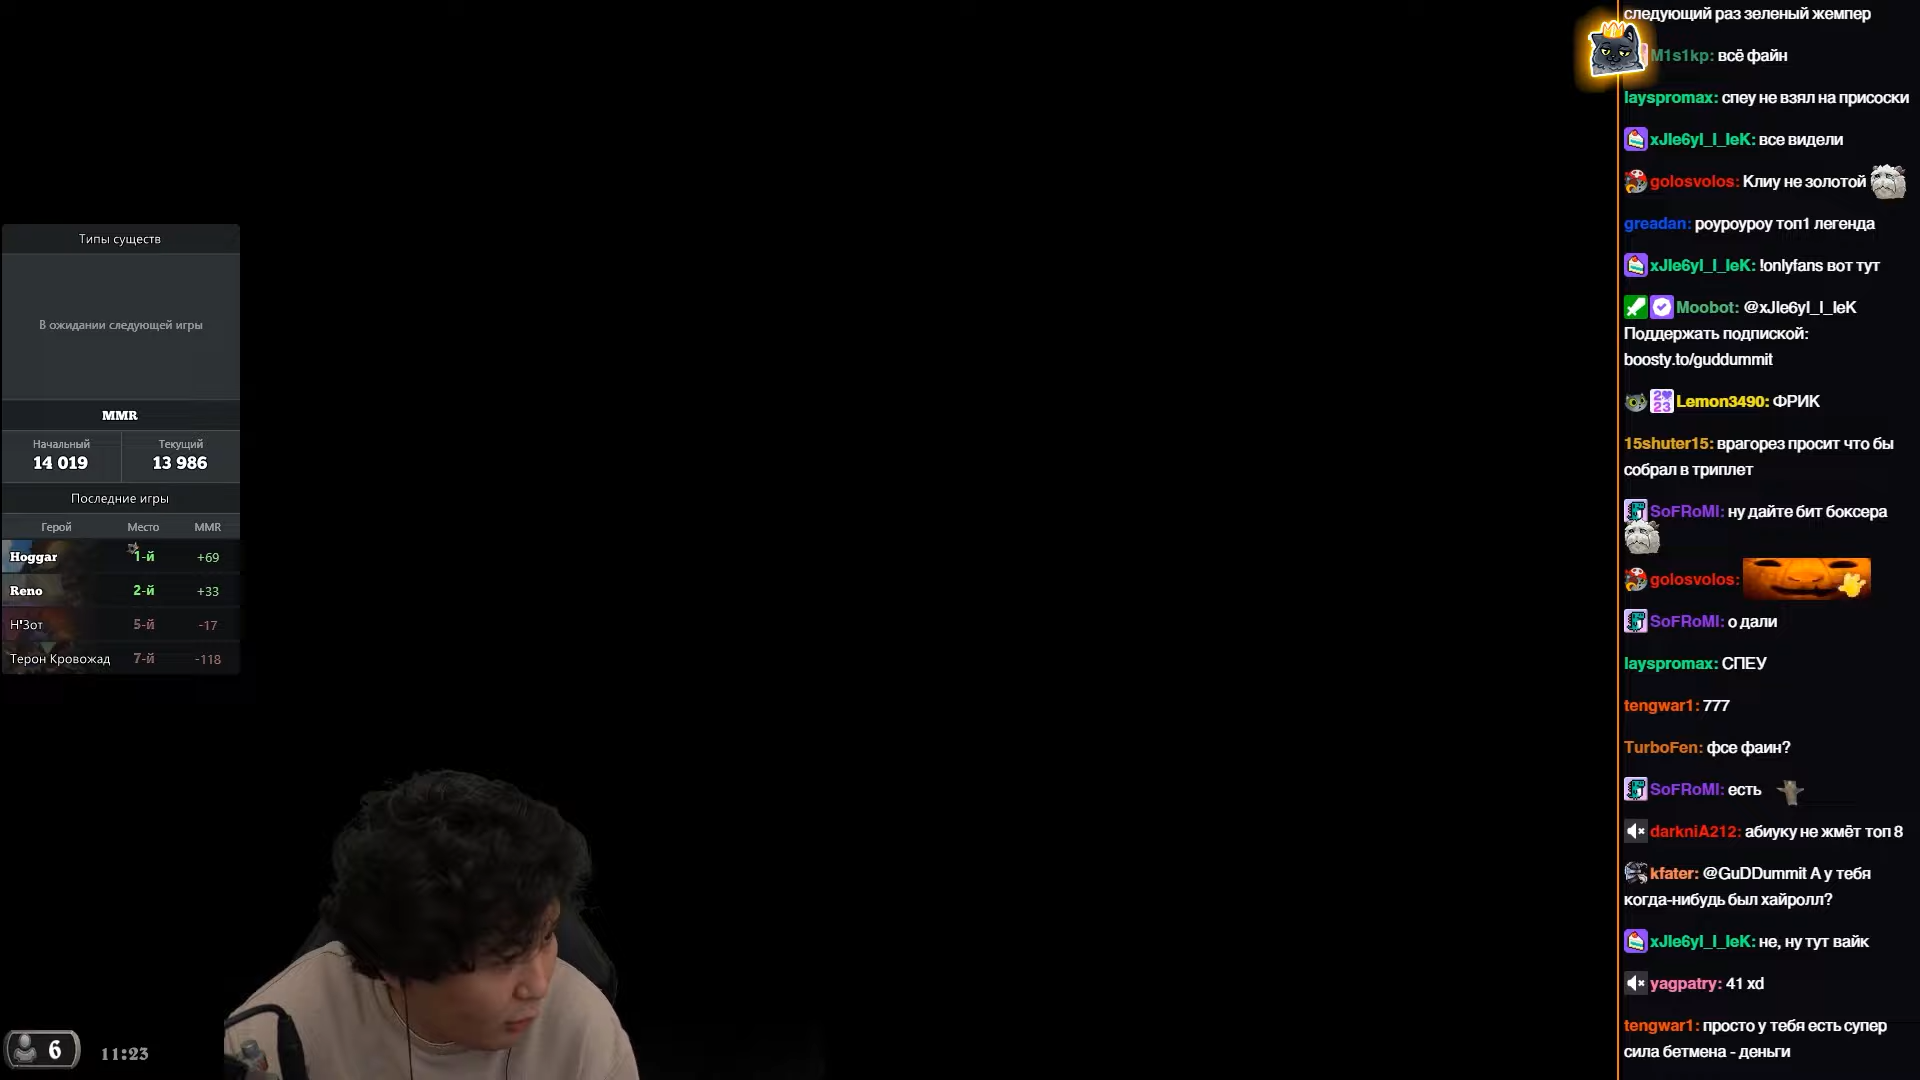 Типы существ
В ожидании следующей игры
MMR
Начальный Текущий
14 019 13 986
Последние игры
Герой Место MMR
Hoggar 1-й +69
Reno 2-й +33
Н'Зот 5-й -17
Терон Кровожад 7-й -118
6 11:23
следующий раз зеленый жемпер
M1s1kp: всё файн
layspromax: спеу не взял на присоски
xJle6yl_l_leK: все видели
golosvolos: Клиу не золотой
greadan: роуроуроу топ1 легенда
xJle6yl_l_leK: !onlyfans вот тут
Moobot: @xJle6yl_l_leK
Поддержать подпиской:
boosty.to/guddummit
2023 Lemon3490: ФРИК
15shuter15: врагорез просит что бы
собрал в триплет
SoFRoMI: ну дайте бит боксера
golosvolos:
SoFRoMI: о дали
layspromax: СПЕУ
tengwar1: 777
TurboFen: фсе фаин?
SoFRoMI: есть
darkniA212: абиуку не жмёт топ 8
kfater: @GuDDummit А у тебя
когда-нибудь был хайролл?
xJle6yl_l_leK: не, ну тут вайк
yagpatry: 41 xd
tengwar1: просто у тебя есть супер
сила бетмена - деньги